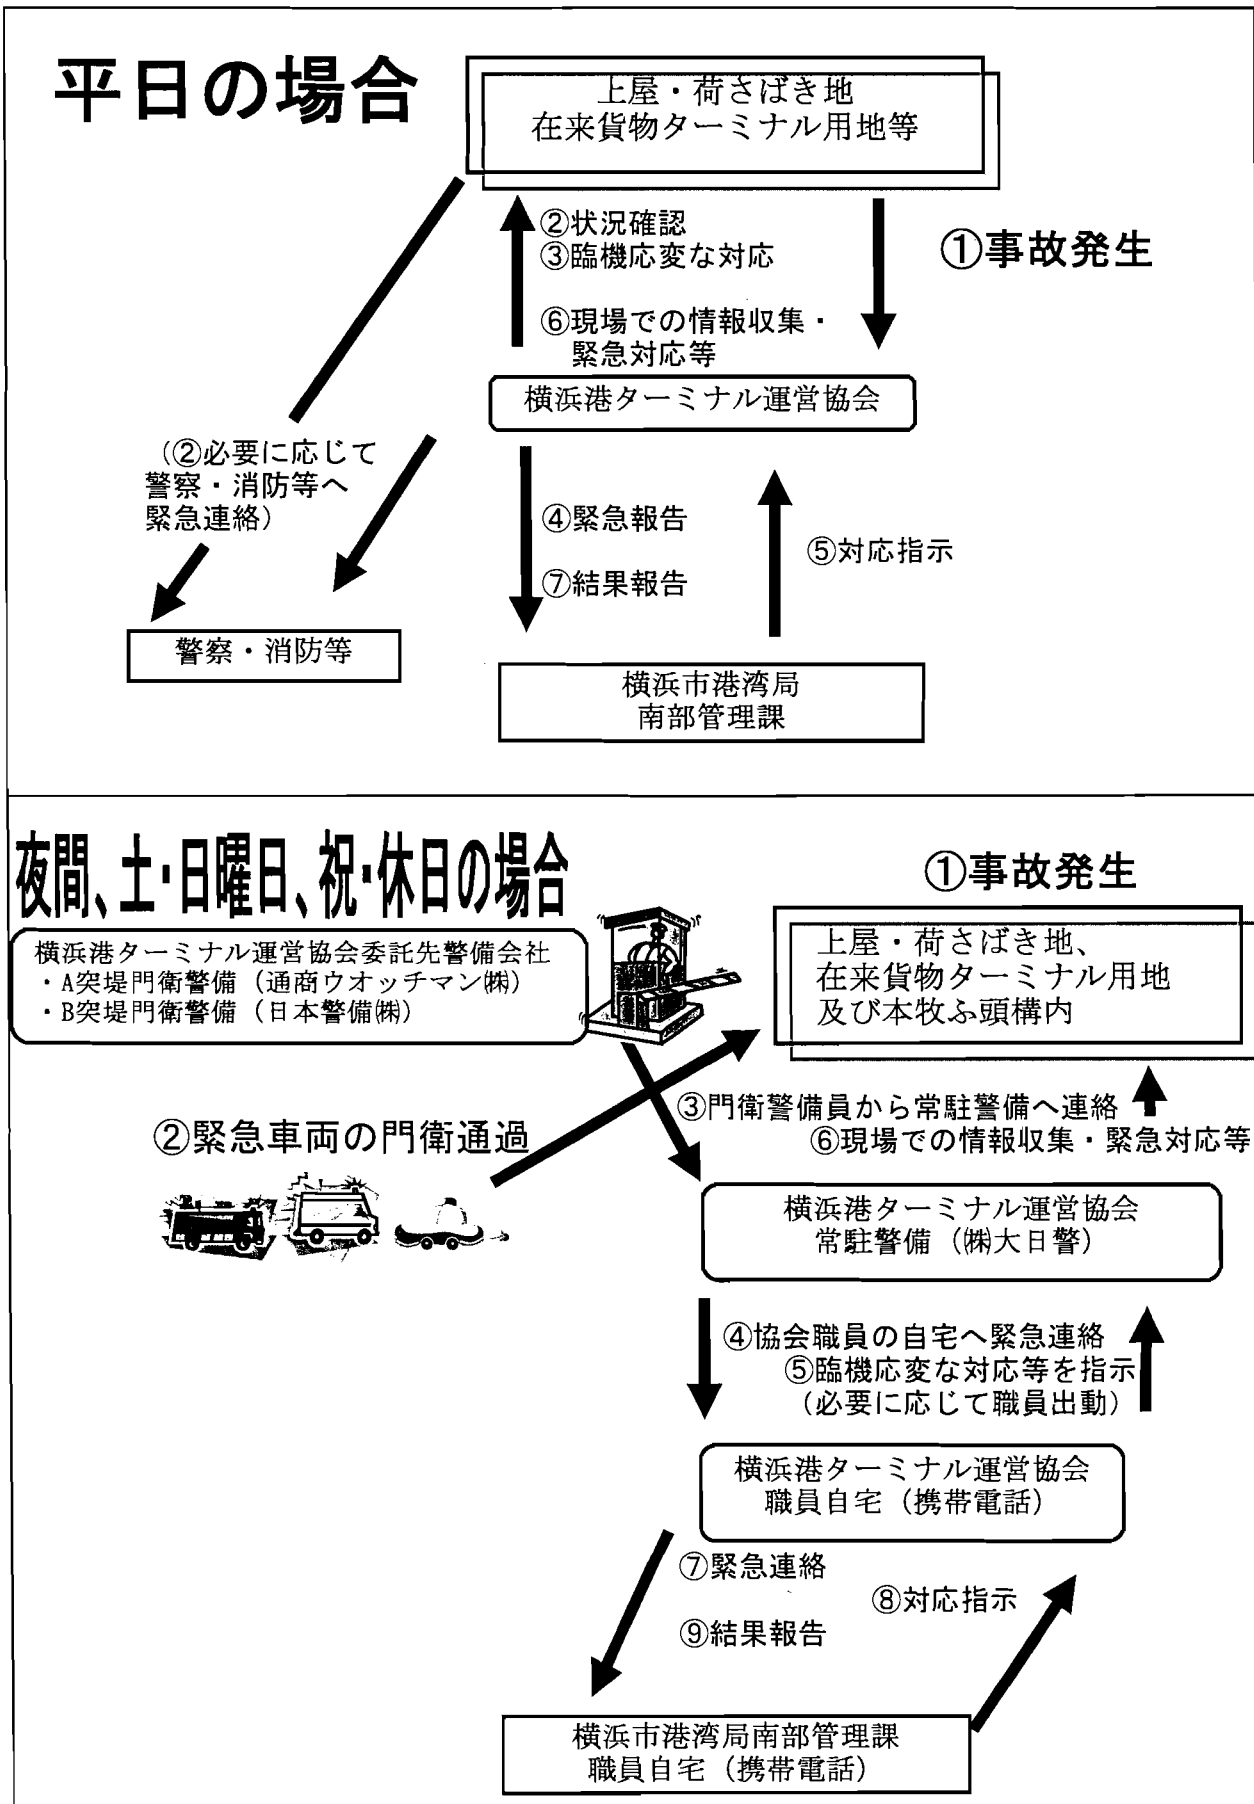 平日の場合
上屋・荷さばき地
在来貨物ターミナル用地等
②状況確認
③臨機応変な対応
①事故発生
⑥現場での情報収集・
緊急対応等
横浜港ターミナル運営協会
（②必要に応じて
警察・消防等へ
緊急連絡）
④緊急報告
⑤対応指示
⑦結果報告
警察・消防等
横浜市港湾局
南部管理課
夜間、土・日曜日、祝・休日の場合
①事故発生
横浜港ターミナル運営協会委託先警備会社
・A突堤門衛警備（通商ウオッチマン㈱）
・B突堤門衛警備（日本警備㈱）
上屋・荷さばき地、
在来貨物ターミナル用地
及び本牧ふ頭構内
③門衛警備員から常駐警備へ連絡
②緊急車両の門衛通過
⑥現場での情報収集・緊急対応等
横浜港ターミナル運営協会
常駐警備（㈱大日警）
④協会職員の自宅へ緊急連絡
⑤臨機応変な対応等を指示
（必要に応じて職員出動）
横浜港ターミナル運営協会
職員自宅（携帯電話）
⑦緊急連絡
⑧対応指示
⑨結果報告
横浜市港湾局南部管理課
職員自宅（携帯電話）